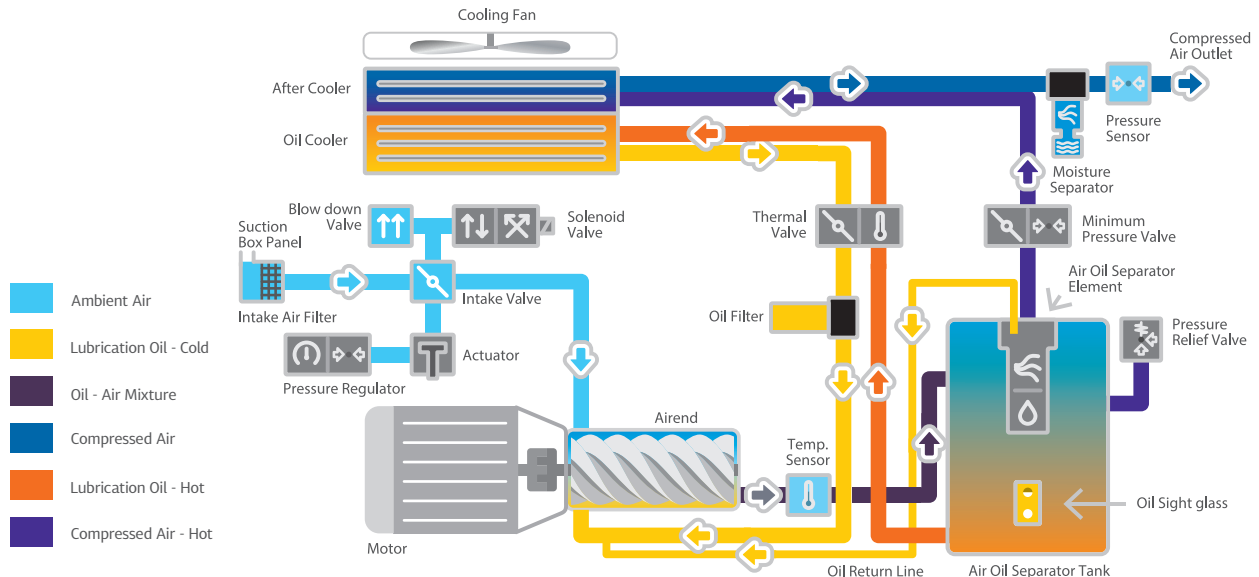 Cooling Fan
After Cooler
Oil Cooler
Compressed
Air Outlet
Pressure
Sensor
Moisture
Separator
Blow down
Valve
Solenoid
Valve
Suction
Box Panel
Thermal
Valve
Minimum
Pressure Valve
Air Oil Separator
Element
Intake Air Filter
Intake Valve
Oil Filter
Pressure
Relief Valve
Pressure Regulator
Actuator
Airend
Temp.
Sensor
Motor
Oil Sight glass
Oil Return Line
Air Oil Separator Tank
Ambient Air
Lubrication Oil - Cold
Oil - Air Mixture
Compressed Air
Lubrication Oil - Hot
Compressed Air - Hot